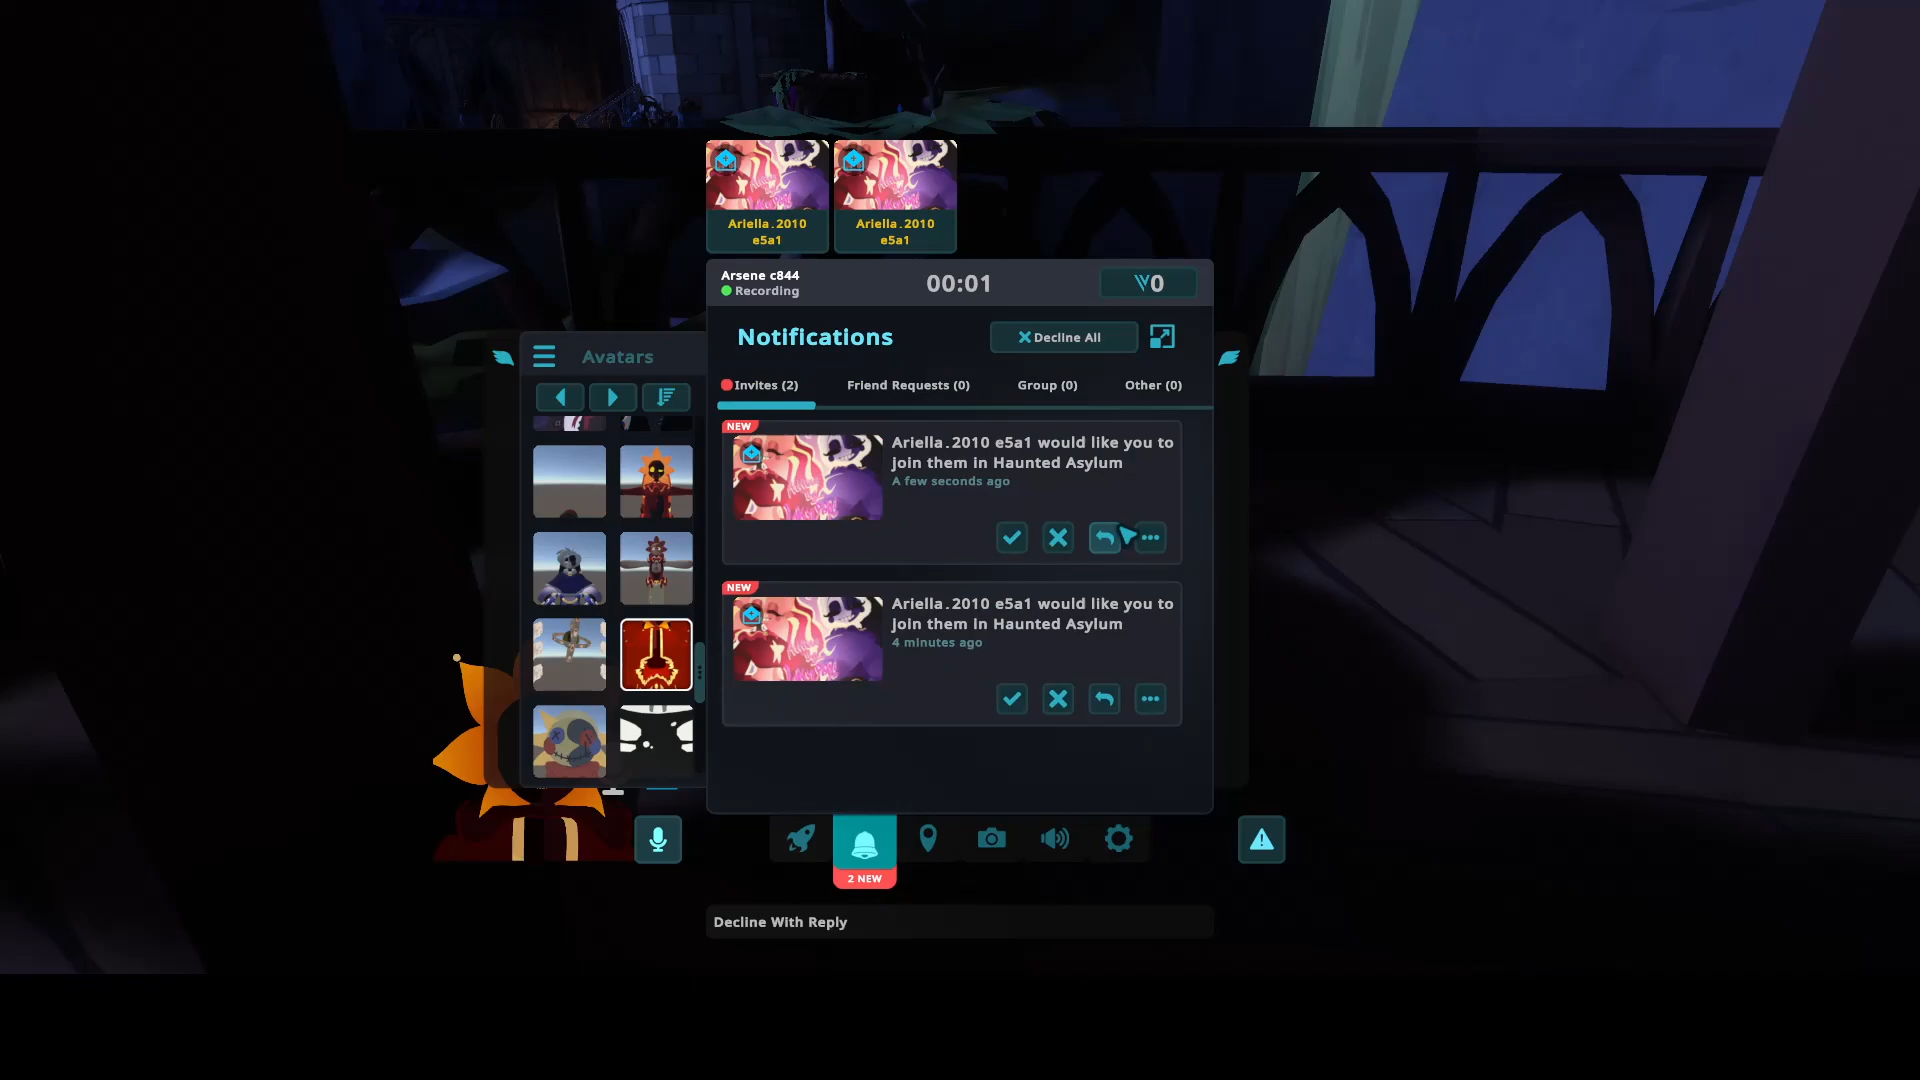 Ariella.2010
e5a1
Ariella.2010
e5a1
Arsene c844
Recording
00:01
0
Notifications
Decline All
Avatars
Invites (2)
Friend Requests (0)
Group (0)
Other (0)
NEW
Ariella.2010 e5a1 would like you to
join them in Haunted Asylum
A few seconds ago
NEW
Ariella.2010 e5a1 would like you to
join them in Haunted Asylum
4 minutes ago
2 NEW
Decline With Reply